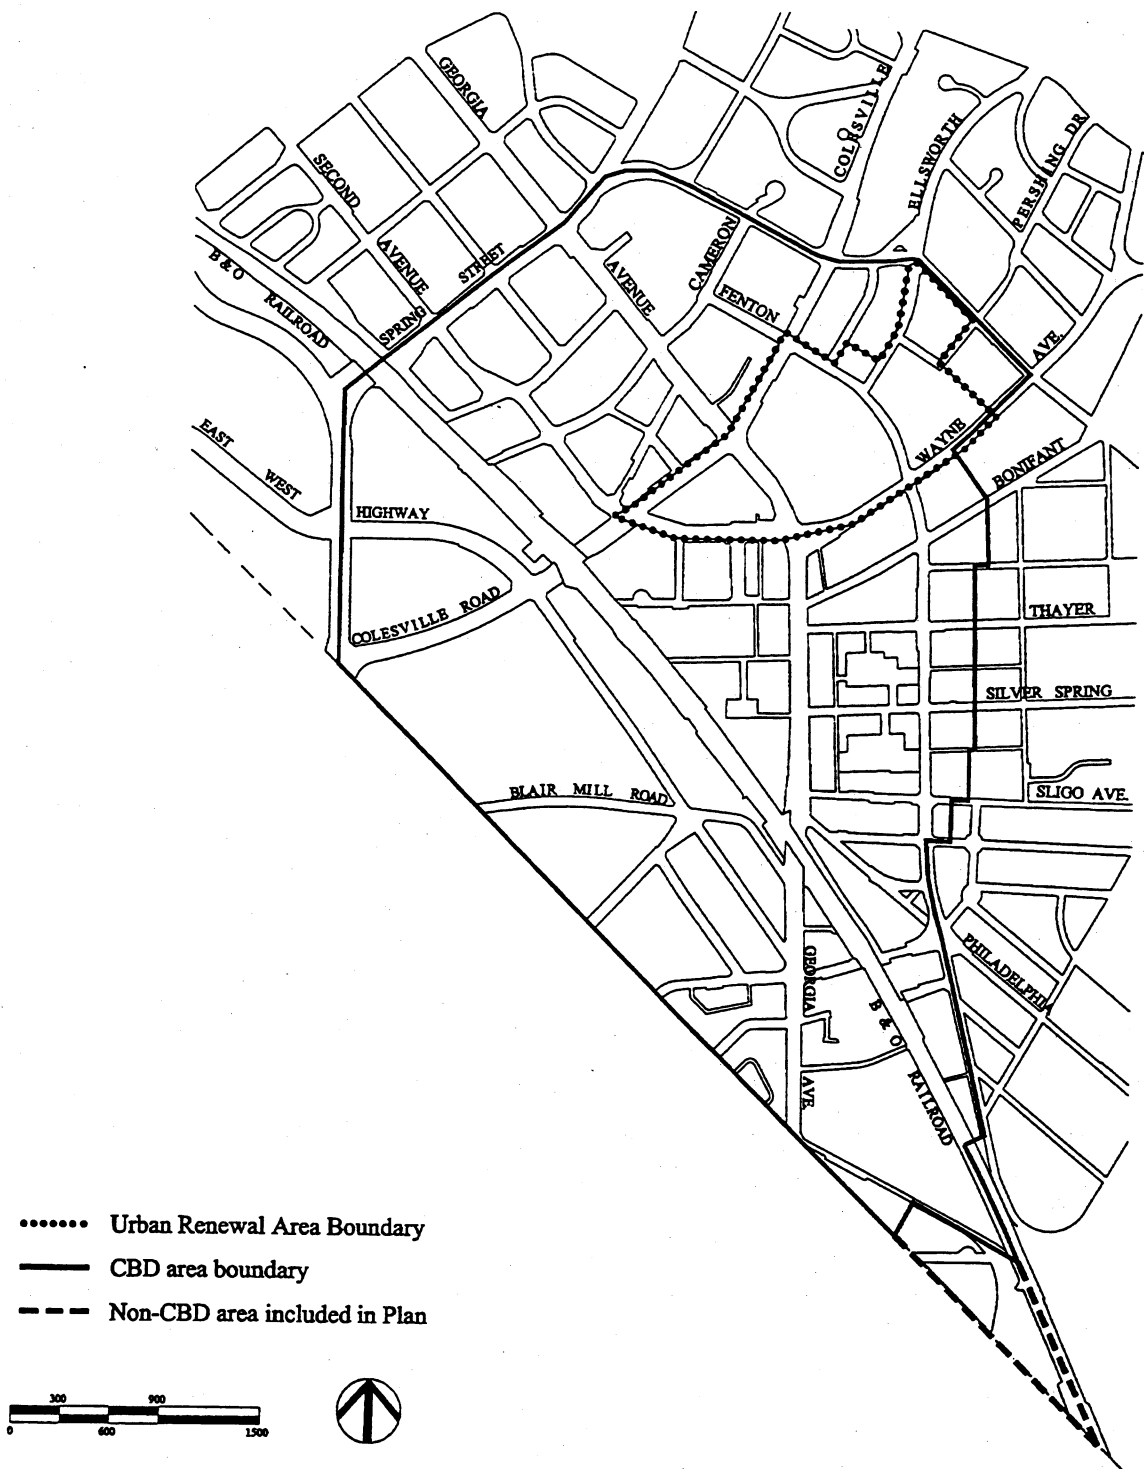 GEORGIA
COLESVILLE
ELLSWORTH
PERSHING DR.
SECOND
AVENUE
B & O
RAILROAD
SPRING
STREET
AVENUE
CAMERON
FENTON
AVE.
WAYNE
BONIFANT
EAST
WEST
HIGHWAY
COLESVILLE ROAD
THAYER
SILVER SPRING
SLIGO AVE.
BLAIR MILL ROAD
PHILADELPHIA
GEORGIA
AVE.
B & O
RAILROAD
Urban Renewal Area Boundary
CBD area boundary
Non-CBD area included in Plan
300 900
0 600 1500